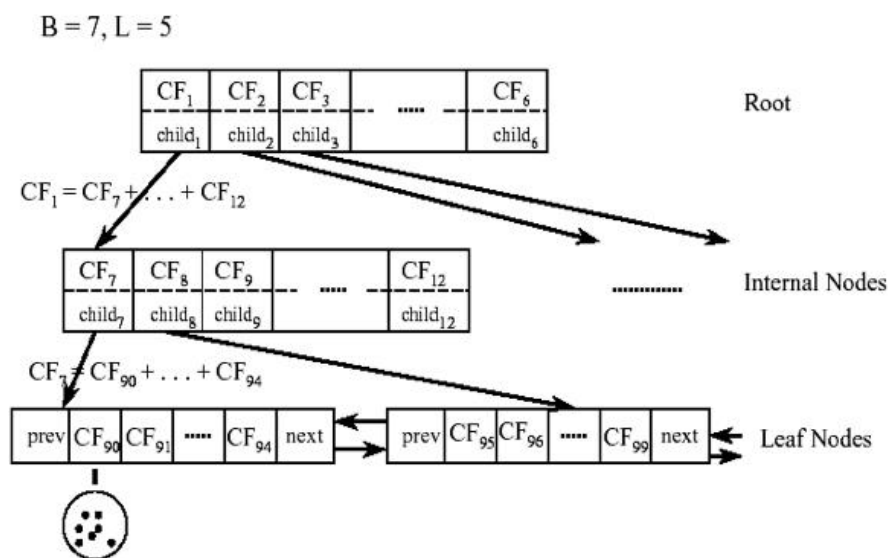 B = 7, L = 5
CF₁ CF₂ CF₃ ..... CF₆ Root
child₁ child₂ child₃ child₆
CF₁ = CF₇ + . . . + CF₁₂
CF₇ CF₈ CF₉ ..... CF₁₂ ............. Internal Nodes
child₇ child₈ child₉ child₁₂
CF₇ = CF₉₀ + . . . + CF₉₄
prev CF₉₀ CF₉₁ ..... CF₉₄ next prev CF₉₅ CF₉₆ ..... CF₉₉ next Leaf Nodes